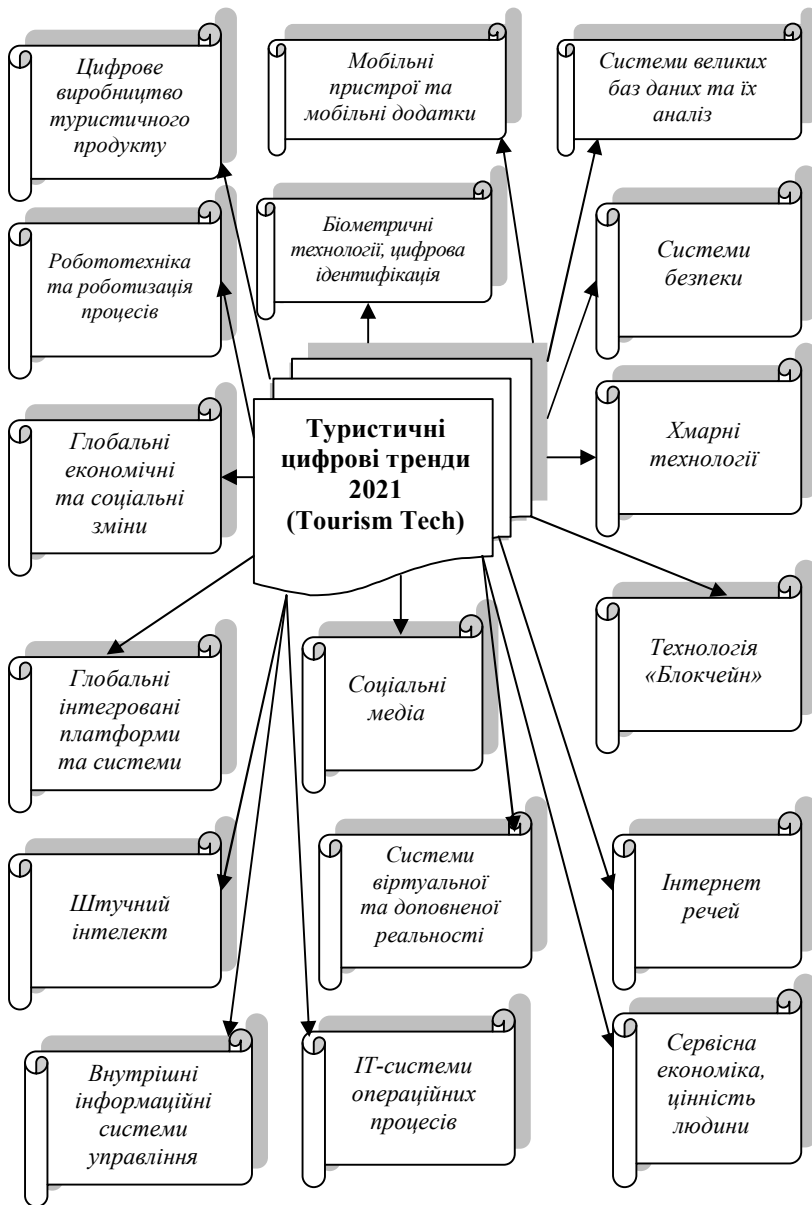 Цифрове
виробництво
туристичного
продукту
Мобільні
пристрої та
мобільні додатки
Системи великих
баз даних та їх
аналіз
Робототехніка
та роботизація
процесів
Біометричні
технології, цифрова
ідентифікація
Системи
безпеки
Глобальні
економічні
та соціальні
зміни
Туристичні
цифрові тренди
2021
(Tourism Tech)
Хмарні
технології
Глобальні
інтегровані
платформи
та системи
Соціальні
медіа
Технологія
«Блокчейн»
Штучний
інтелект
Системи
віртуальної
та доповненої
реальності
Інтернет
речей
Внутрішні
інформаційні
системи
управління
ІТ-системи
операційних
процесів
Сервісна
економіка,
цінність
людини